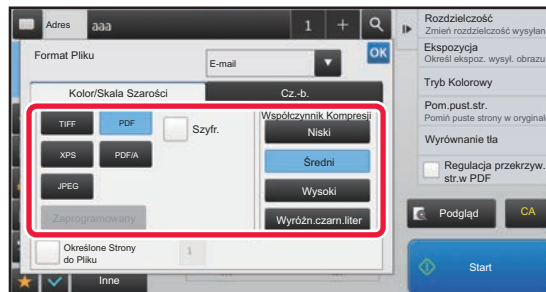 Adres aaa 1 +
Format Pliku
E-mail
OK
Kolor/Skala Szarości
Cz.-b.
TIFF PDF Szyfr.
XPS PDF/A
JPEG
Zaprogramowany
Współczynnik Kompresji
Niski
Średni
Wysoki
Wyróżn.czarn.liter
Określone Strony
do Pliku
1
Inne
Rozdzielczość
Zmień rozdzielczość wysyłan
Ekspozycja
Określ ekspoz. wysył. obrazu
Tryb Kolorowy
Pom.pust.str.
Pomiń puste strony w oryginal
Wyrównanie tła
Regulacja przekrzyw.
str.w PDF
Podgląd
CA
Start